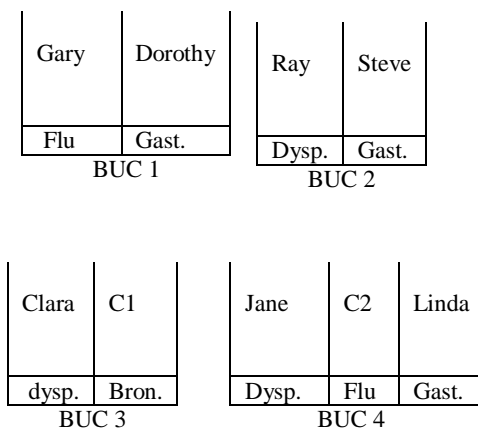 Gary Dorothy
Flu Gast.
BUC 1
Ray Steve
Dysp. Gast.
BUC 2
Clara C1
dysp. Bron.
BUC 3
Jane C2 Linda
Dysp. Flu Gast.
BUC 4